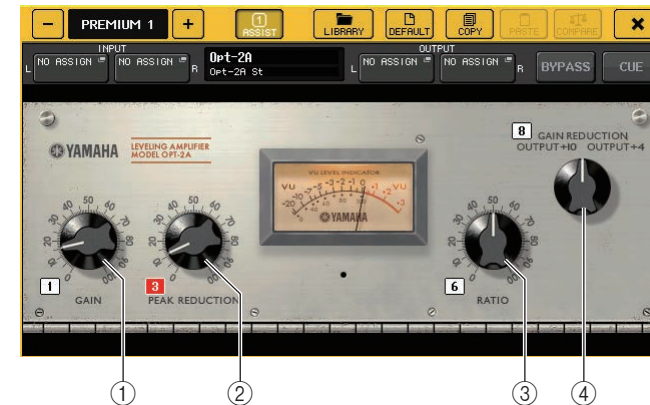 − PREMIUM 1 + 1 ASSIST LIBRARY DEFAULT COPY PASTE COMPARE ×
INPUT OUTPUT
L NO ASSIGN NO ASSIGN R Opt-2A L NO ASSIGN NO ASSIGN R BYPASS CUE
Opt-2A St
YAMAHA LEVELING AMPLIFIER
MODEL OPT-2A
8 GAIN REDUCTION
OUTPUT+10 OUTPUT+4
VU LEVEL INDICATOR
VU VU
YAMAHA
1 GAIN
3 PEAK REDUCTION
6 RATIO
① ② ③ ④